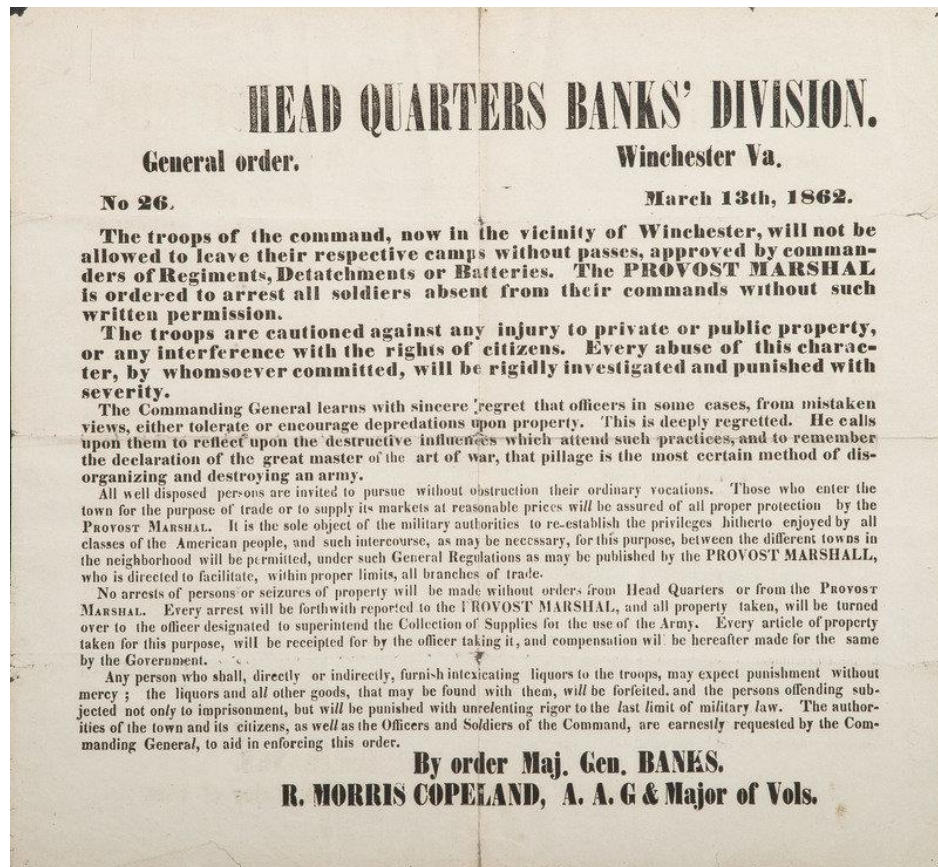 HEAD QUARTERS BANKS' DIVISION.
General order. Winchester Va.
No 26. March 13th, 1862.
The troops of the command, now in the vicinity of Winchester, will not be
allowed to leave their respective camps without passes, approved by comman-
ders of Regiments, Detatchments or Batteries. The PROVOST MARSHAL
is ordered to arrest all soldiers absent from their commands without such
written permission.
The troops are cautioned against any injury to private or public property,
or any interference with the rights of citizens. Every abuse of this charac-
ter, by whomsoever committed, will be rigidly investigated and punished with
severity.
The Commanding General learns with sincere regret that officers in some cases, from mistaken
views, either tolerate or encourage depredations upon property. This is deeply regretted. He calls
upon them to reflect upon the destructive influences which attend such practices, and to remember
the declaration of the great master of the art of war, that pillage is the most certain method of dis-
organizing and destroying an army.
All well disposed persons are invited to pursue without obstruction their ordinary vocations. Those who enter the
town for the purpose of trade or to supply its markets at reasonable prices will be assured of all proper protection by the
PROVOST MARSHAL. It is the sole object of the military authorities to re-establish the privileges hitherto enjoyed by all
classes of the American people, and such intercourse, as may be necessary, for this purpose, between the different towns in
the neighborhood will be permitted, under such General Regulations as may be published by the PROVOST MARSHALL,
who is directed to facilitate, within proper limits, all branches of trade.
No arrests of persons or seizures of property will be made without orders from Head Quarters or from the PROVOST
MARSHAL. Every arrest will be forthwith reported to the PROVOST MARSHAL, and all property taken, will be turned
over to the officer designated to superintend the Collection of Supplies for the use of the Army. Every article of property
taken for this purpose, will be receipted for by the officer taking it, and compensation will be hereafter made for the same
by the Government.
Any person who shall, directly or indirectly, furnish intexicating liquors to the troops, may expect punishment without
mercy ; the liquors and all other goods, that may be found with them, will be forfeited. and the persons offending sub-
jected not only to imprisonment, but will be punished with unrelenting rigor to the last limit of military law. The author-
ities of the town and its citizens, as well as the Officers and Soldiers of the Command, are earnestly requested by the Com-
manding General, to aid in enforcing this order.
By order Maj. Gen. BANKS.
R. MORRIS COPELAND, A. A. G & Major of Vols.